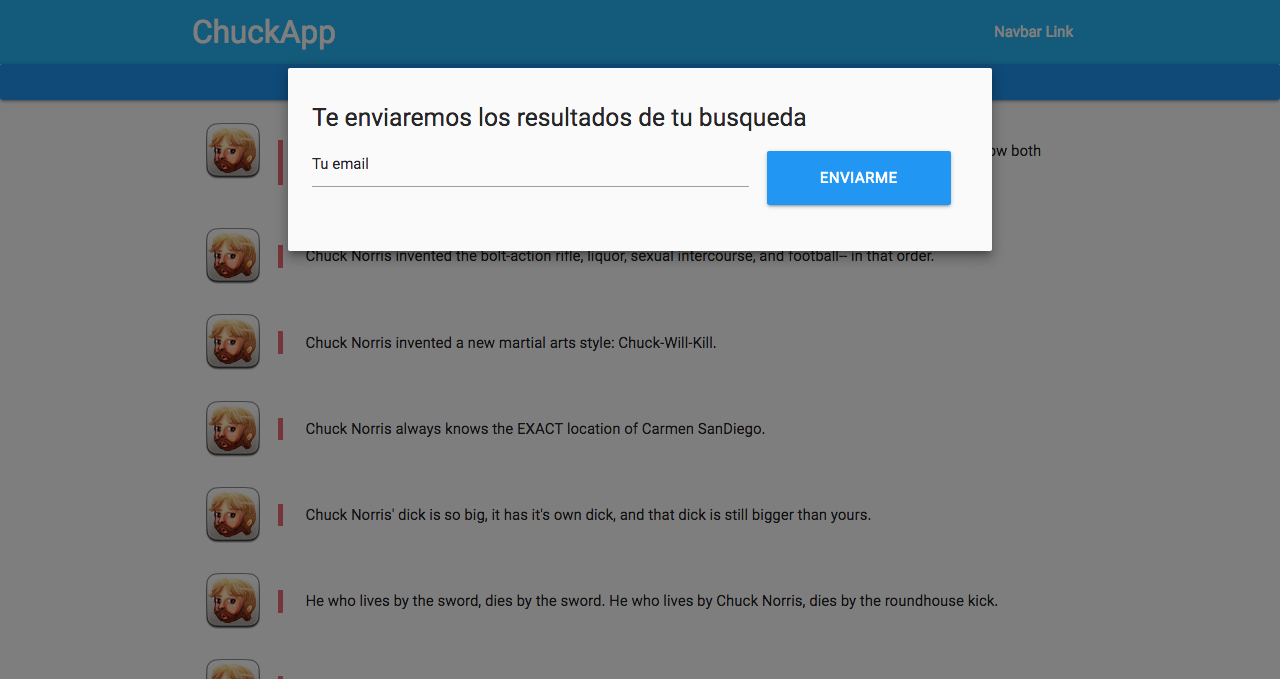 ChuckApp
Navbar Link
Te enviaremos los resultados de tu busqueda
Tu email
ENVIARME
both
Chuck Norris invented the bolt-action rifle, liquor, sexual intercourse, and football-- in that order.
Chuck Norris invented a new martial arts style: Chuck-Will-Kill.
Chuck Norris always knows the EXACT location of Carmen SanDiego.
Chuck Norris' dick is so big, it has it's own dick, and that dick is still bigger than yours.
He who lives by the sword, dies by the sword. He who lives by Chuck Norris, dies by the roundhouse kick.